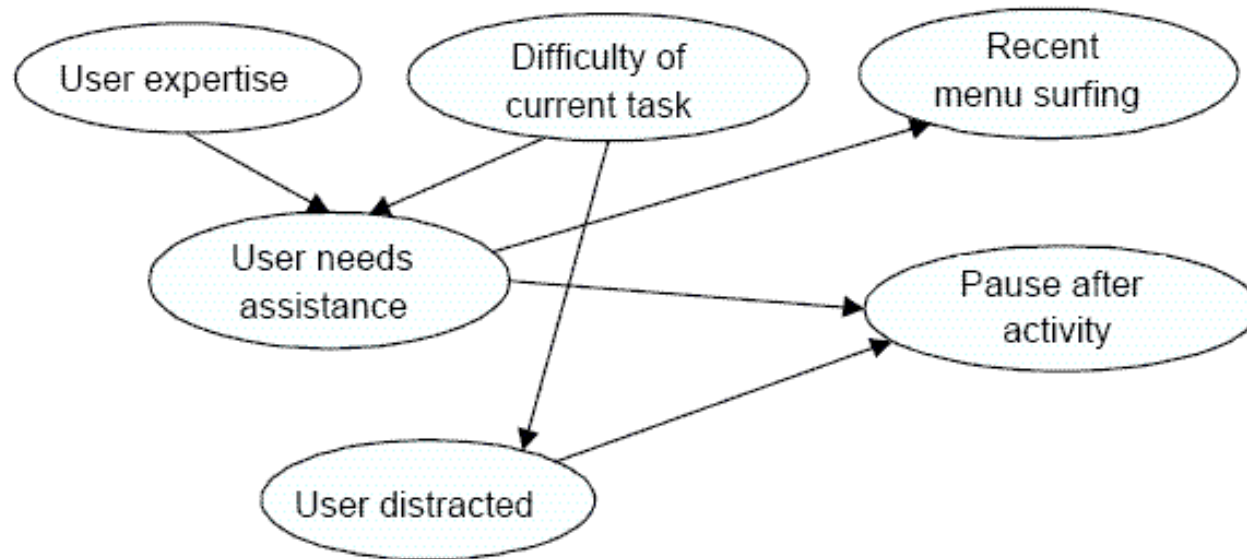 User expertise
Difficulty of
current task
Recent
menu surfing
User needs
assistance
Pause after
activity
User distracted